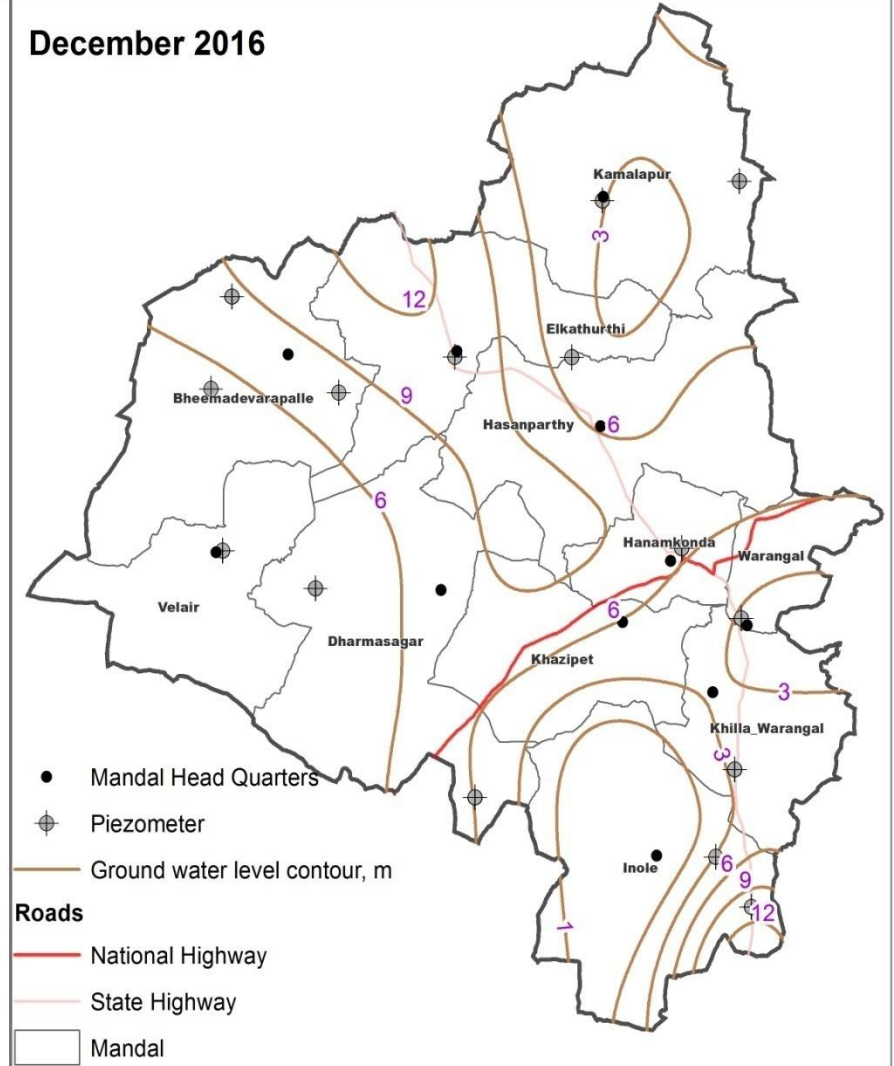 December 2016
Kamalapur
3
12
Elkathurthi
Bheemadevarapalle
9
Hasanparthy
6
6
Hanamkonda
Warangal
Velair
6
Dharmasagar
Khazipet
3
Khilla_Warangal
3
Inole
6
9
12
1
Mandal Head Quarters
Piezometer
Ground water level contour, m
Roads
National Highway
State Highway
Mandal